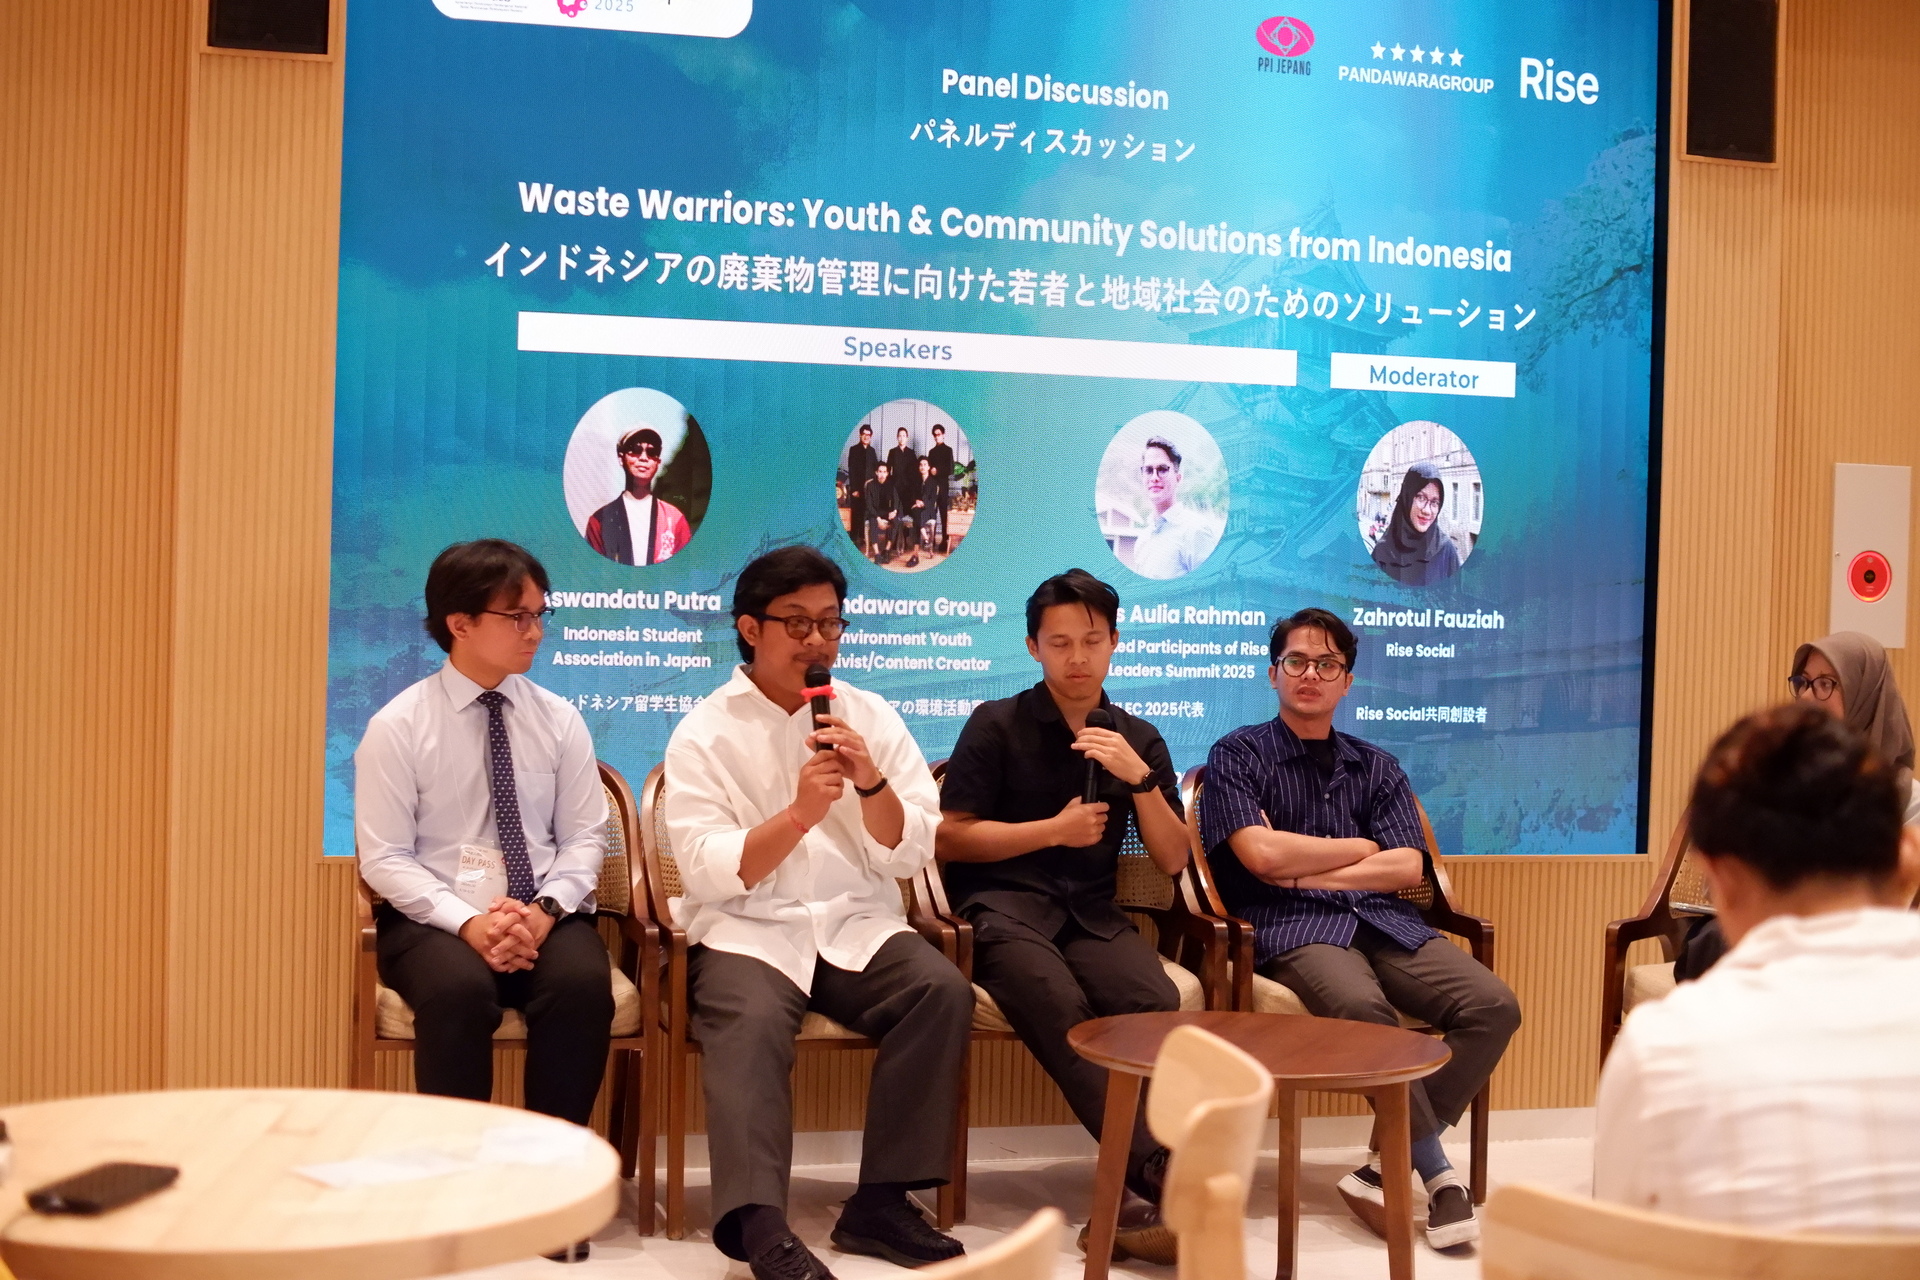 2025
PPI JEPANG
PANDAWARAGROUP
Rise
Panel Discussion
パネルディスカッション
Waste Warriors: Youth & Community Solutions from Indonesia
インドネシアの廃棄物管理に向けた若者と地域社会のためのソリューション
Speakers
Moderator
Aswandatu Putra
Indonesia Student
Association in Japan
ンドネシア留学生協会
ndawara Group
nvironment Youth
ivist/Content Creator
アの環境活動
s Aulia Rahman
ed Participants of Rise
Leaders Summit 2025
EC 2025代表
Zahrotul Fauziah
Rise Social
Rise Social共同創設者
DAY PASS